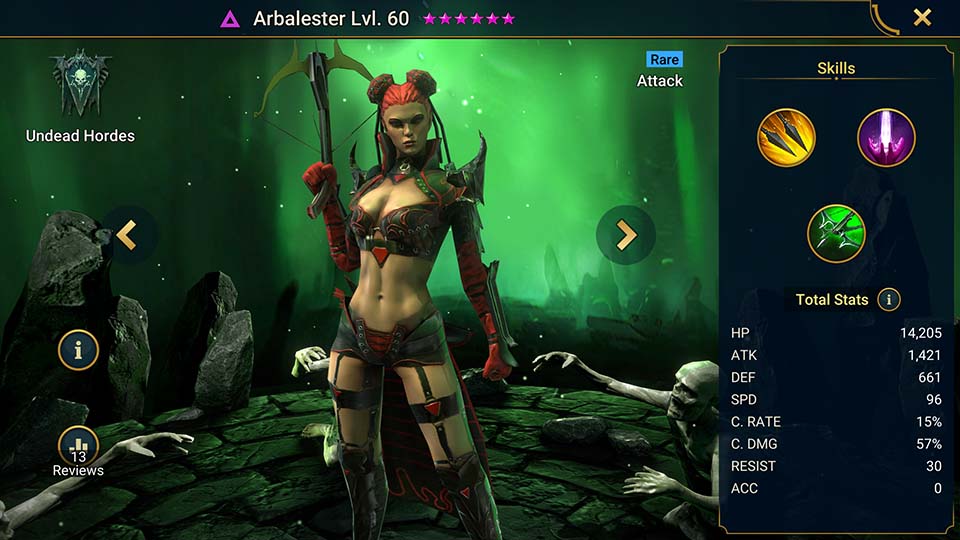 Arbalester Lvl. 60
Undead Hordes
Rare
Attack
13
Reviews
Skills
Total Stats
HP 14,205
ATK 1,421
DEF 661
SPD 96
C. RATE 15%
C. DMG 57%
RESIST 30
ACC 0